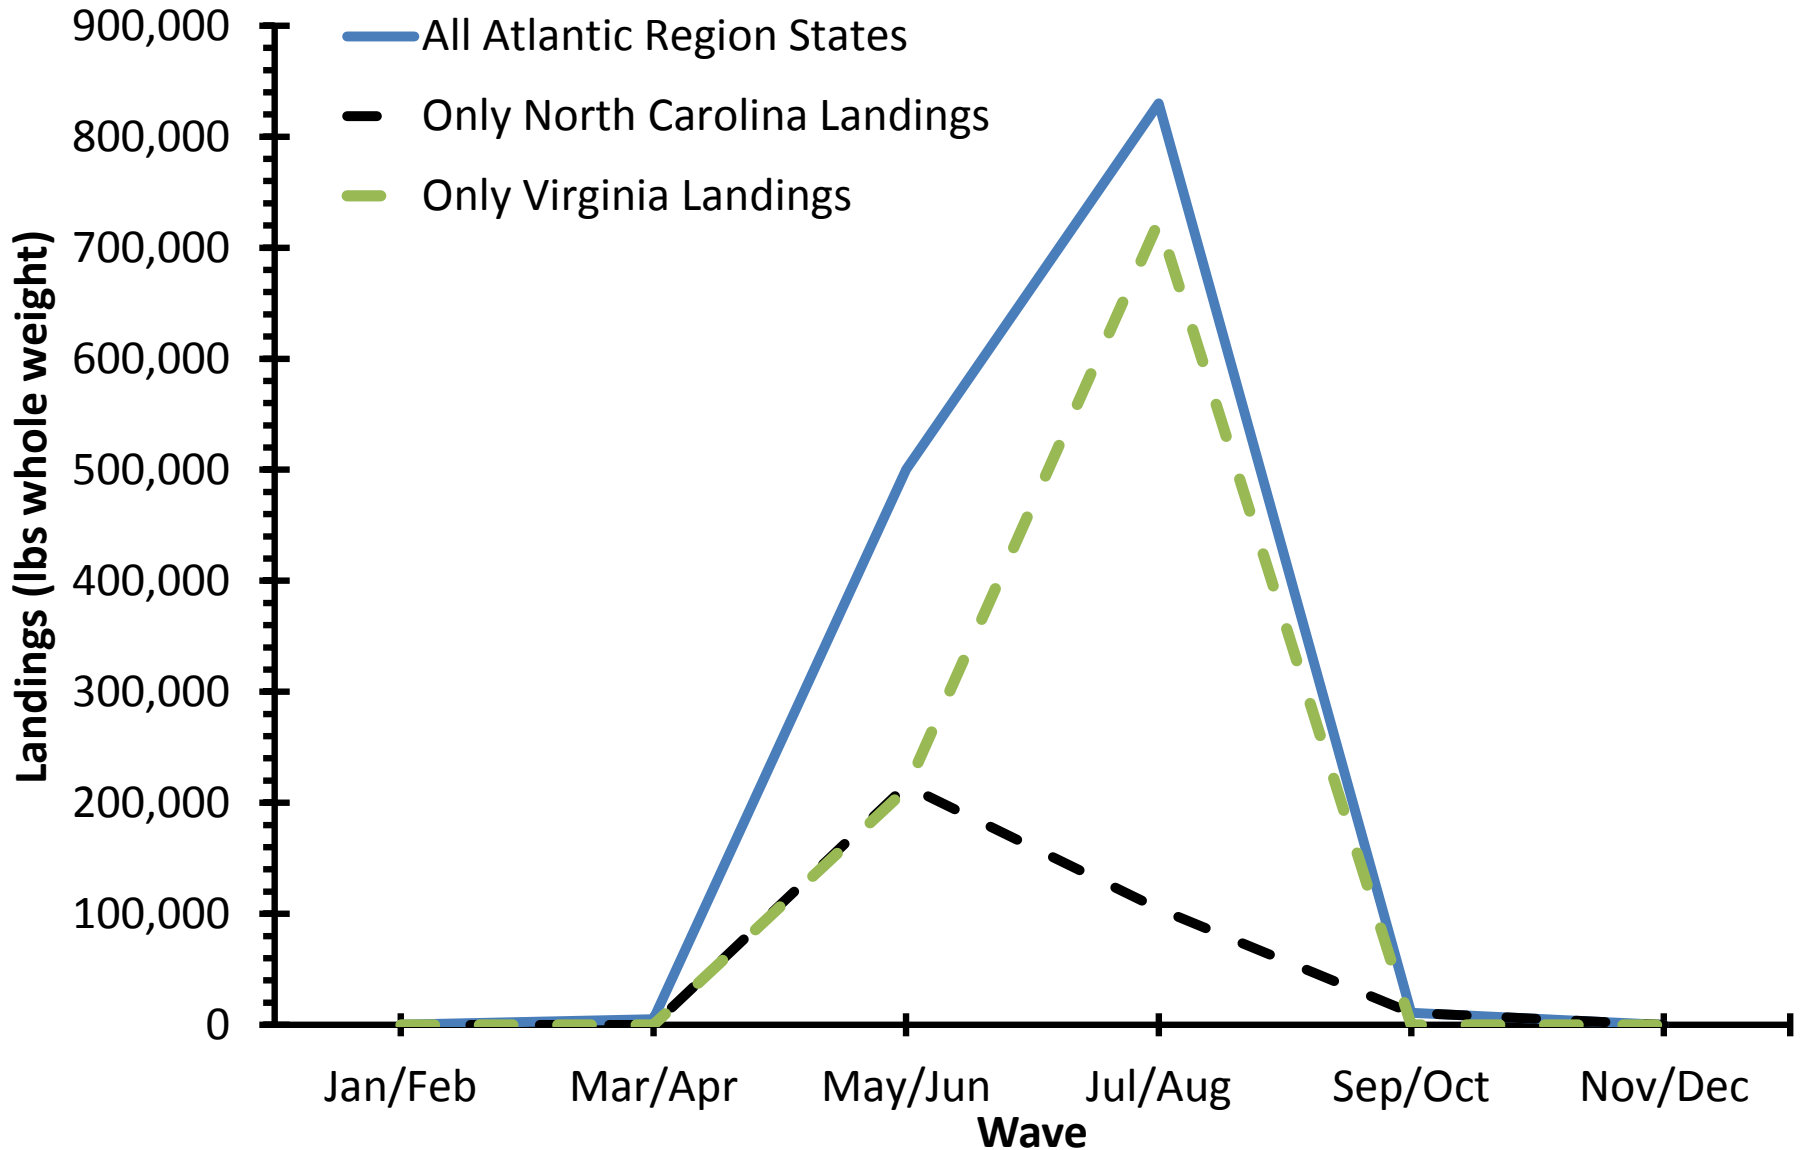 All Atlantic Region States
Only North Carolina Landings
Only Virginia Landings
Landings (lbs whole weight)
900,000
800,000
700,000
600,000
500,000
400,000
300,000
200,000
100,000
0
Jan/Feb Mar/Apr May/Jun Jul/Aug Sep/Oct Nov/Dec
Wave